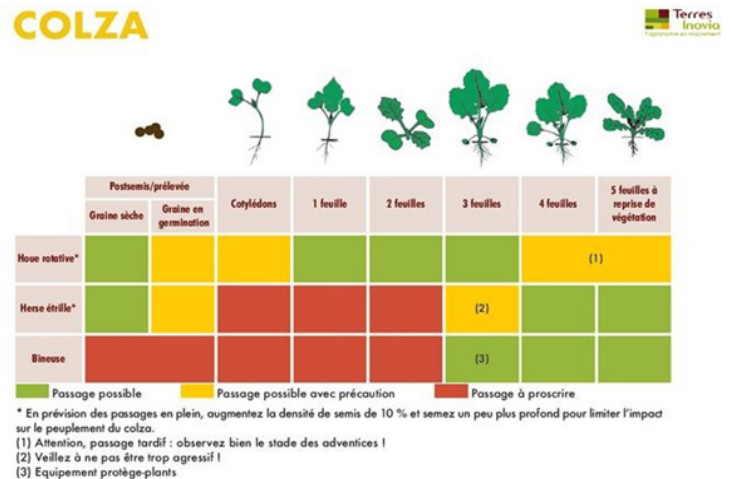 COLZA
Terres
Inovia
l'agronomie en mouvement
Postsemis/prélevée
Graine sèche
Graine en
germination
Cotylédons
1 feuille
2 feuilles
3 feuilles
4 feuilles
5 feuilles à
reprise de
végétation
Houe rotative*
(1)
Herse étrille*
(2)
Bineuse
(3)
Passage possible
Passage possible avec précaution
Passage à proscrire
* En prévision des passages en plein, augmentez la densité de semis de 10 % et semez un peu plus profond pour limiter l'impact
sur le peuplement du colza.
(1) Attention, passage tardif : observez bien le stade des adventices !
(2) Veillez à ne pas être trop agressif !
(3) Equipement protège-plants